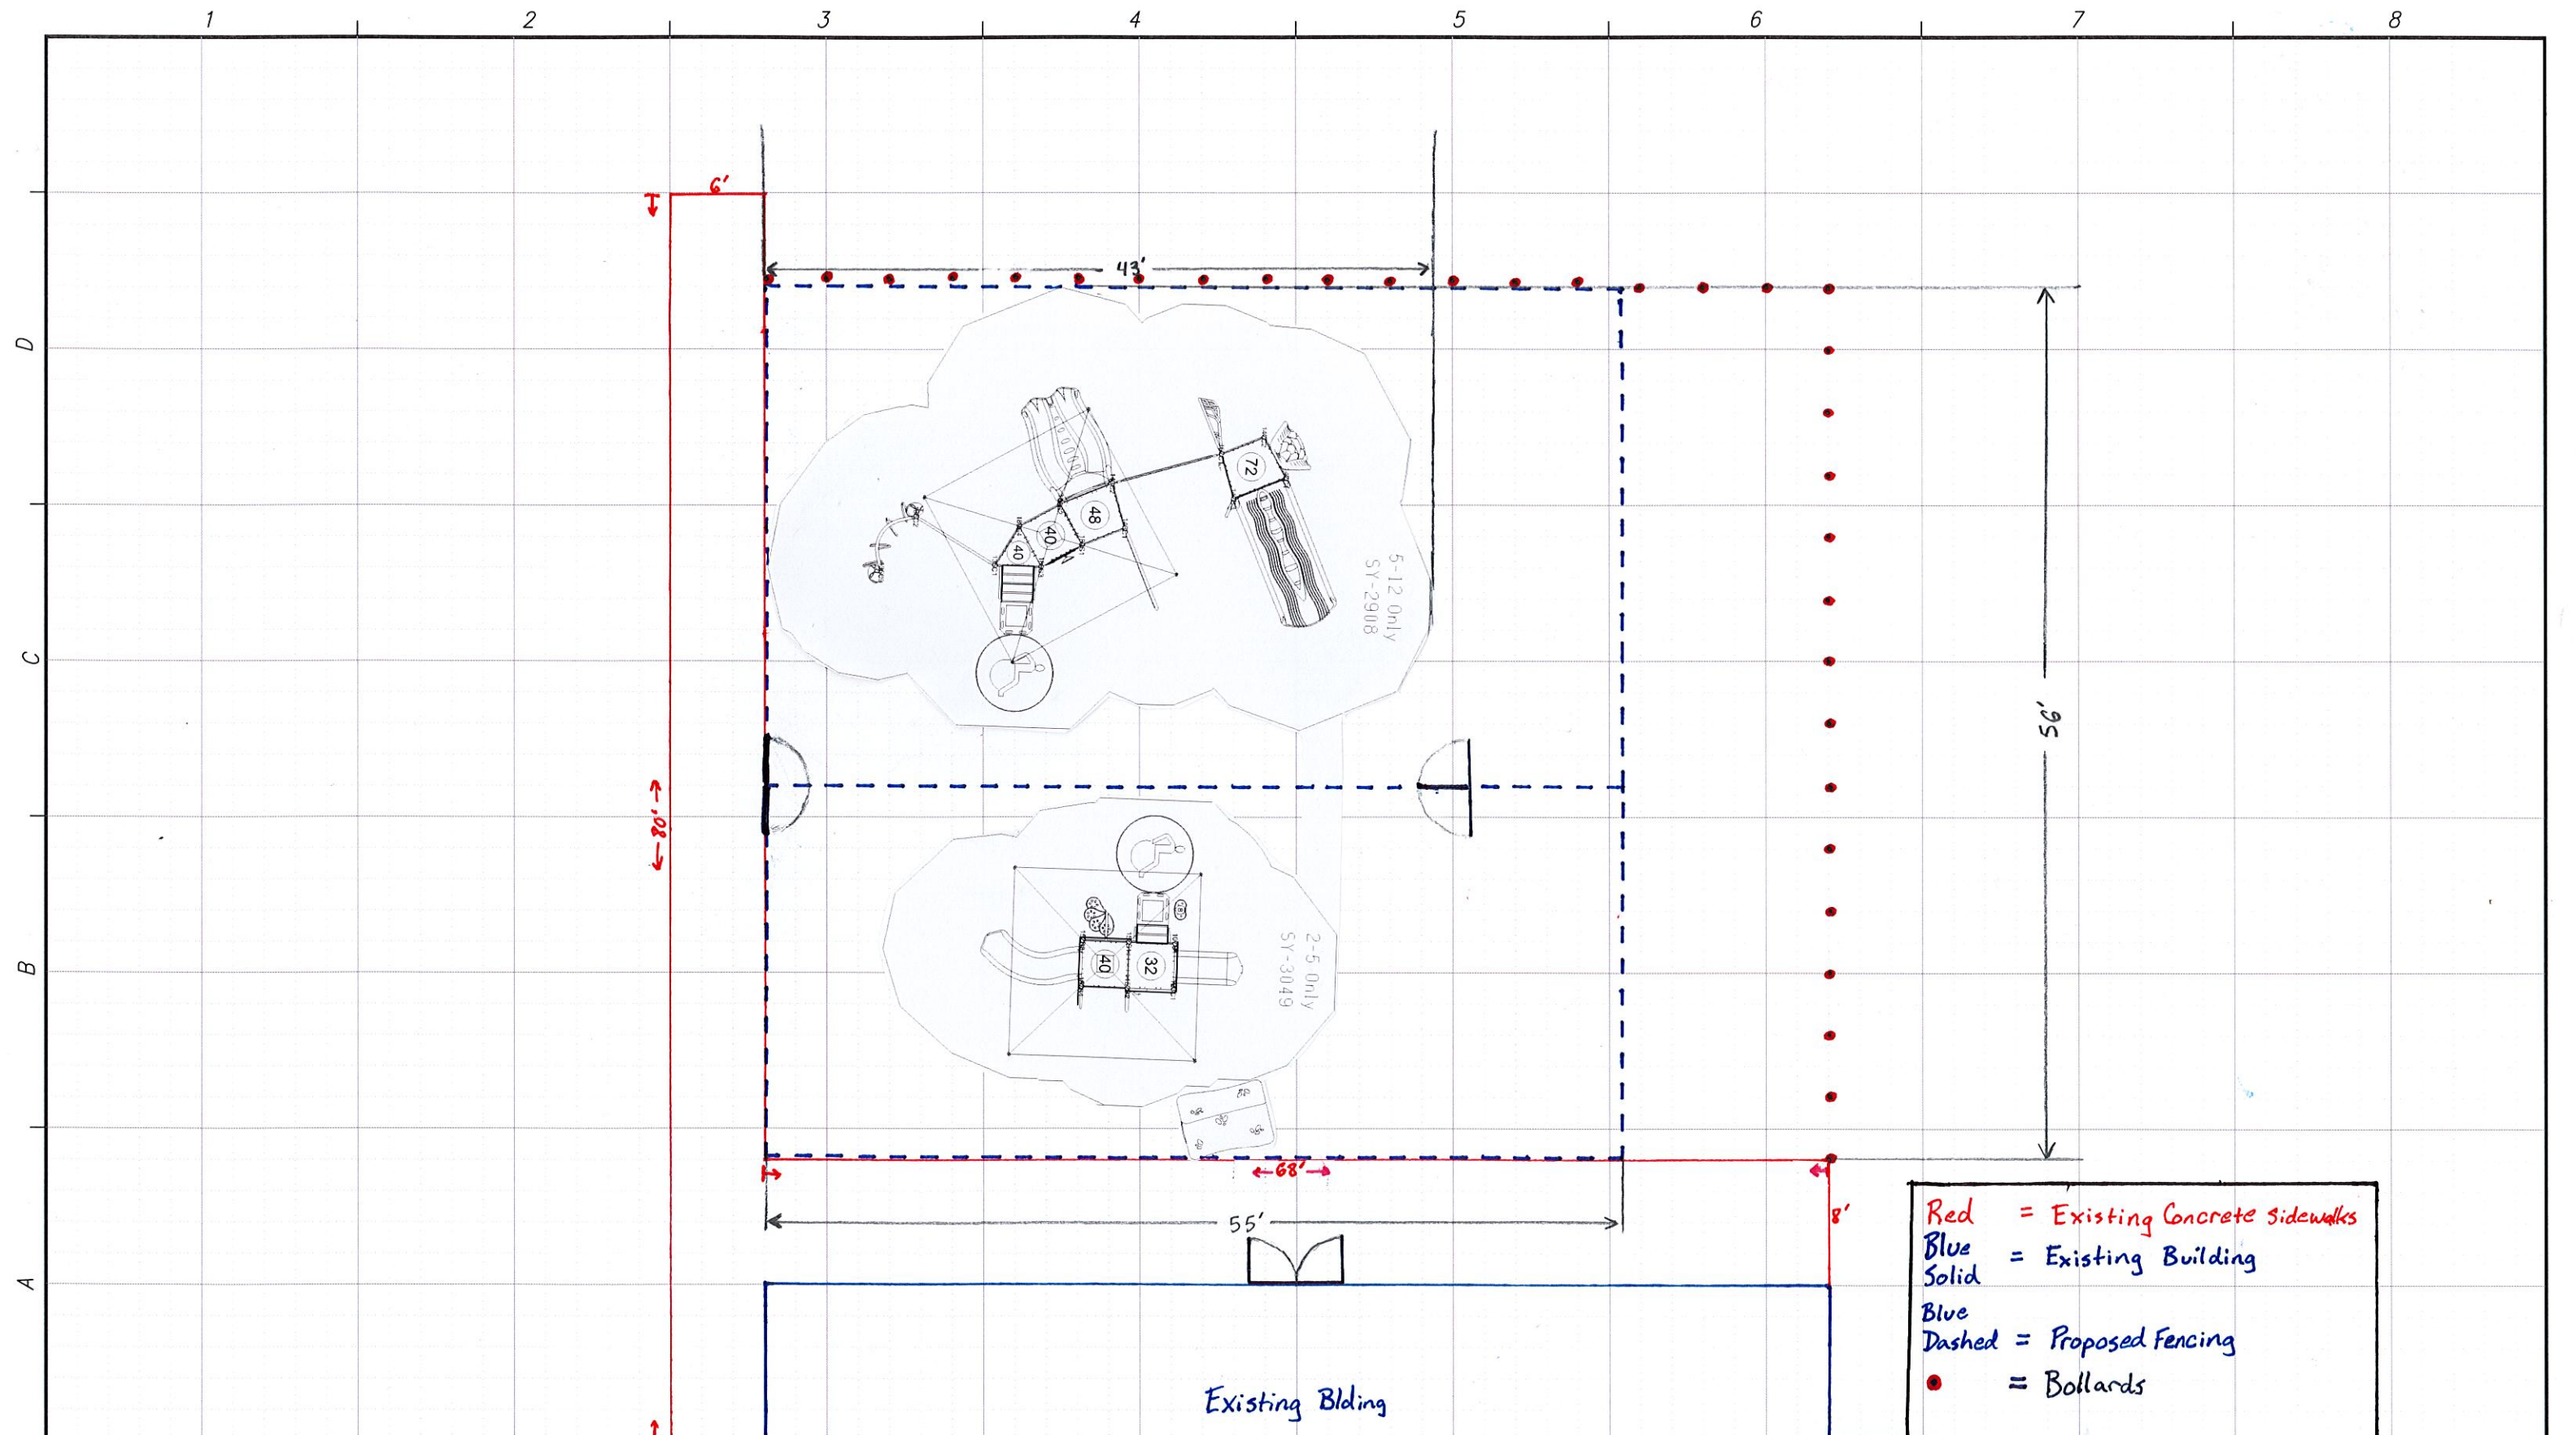 1 2 3 4 5 6 7 8
6'
43'
D
72
48
40
40
5-12 Only
SY-2908
C
56'
80'
B
40
32
2-5 Only
SY-3049
68'
55'
8'
A
Red = Existing Concrete Sidewalks
Blue
Solid = Existing Building
Blue
Dashed = Proposed Fencing
= Bollards
Existing Blding